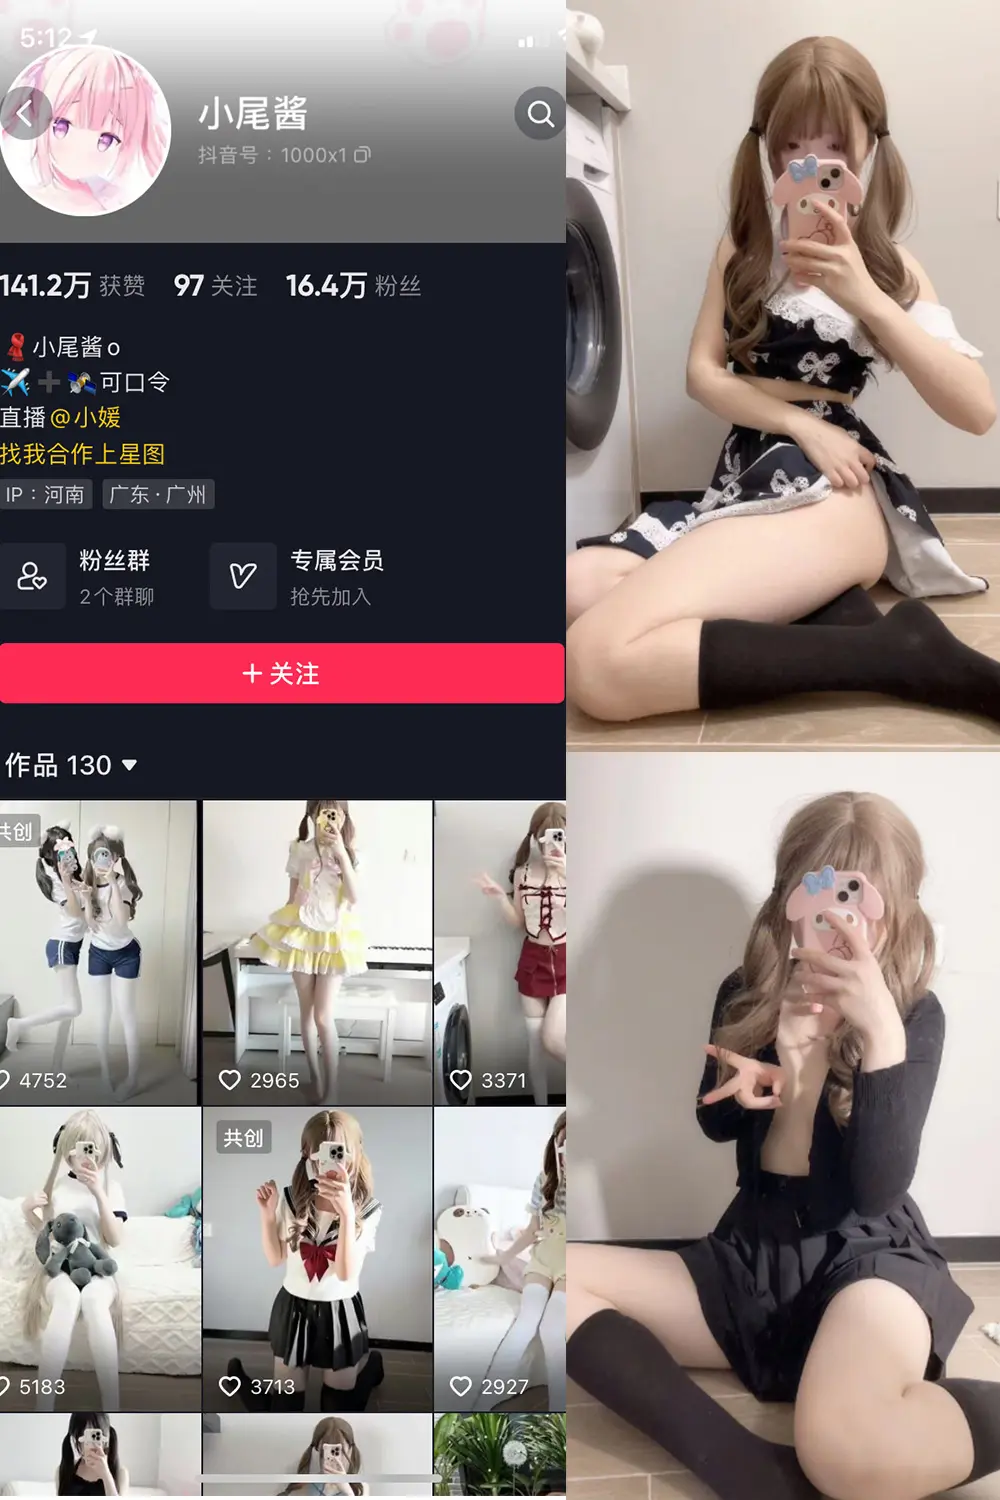 5:12
小尾酱
抖音号：1000x1
141.2万 获赞 97 关注 16.4万 粉丝
小尾酱o
可口令
直播@小媛
找我合作上星图
IP：河南 广东·广州
粉丝群
2个群聊
专属会员
抢先加入
+ 关注
作品 130
共创
4752
2965
3371
共创
5183
3713
2927